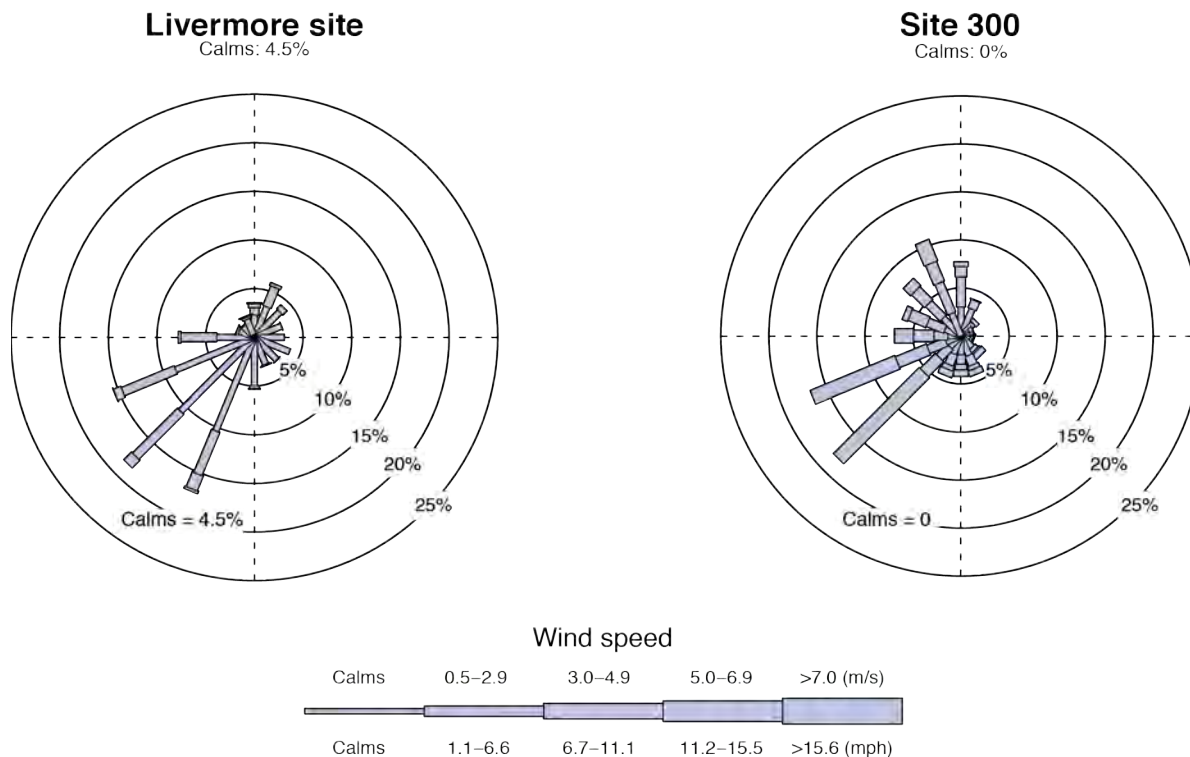 Livermore site
Calms: 4.5%
Site 300
Calms: 0%
5%
10%
15%
20%
25%
Calms = 4.5%
5%
10%
15%
20%
25%
Calms = 0
Wind speed
Calms 0.5–2.9 3.0–4.9 5.0–6.9 >7.0 (m/s)
Calms 1.1–6.6 6.7–11.1 11.2–15.5 >15.6 (mph)